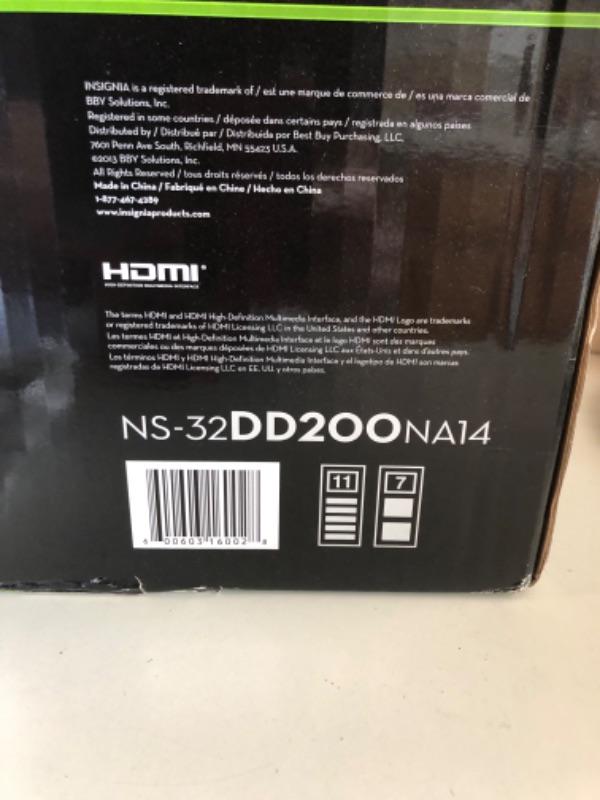 INSIGNIA is a registered trademark of / est une marque de commerce de / es una marca comercial de
BBY Solutions, Inc.
Registered in some countries / déposée dans certains pays / registrada en algunos países
Distributed by / Distribué par / Distribuida por Best Buy Purchasing, LLC,
7601 Penn Ave South, Richfield, MN 55423 U.S.A.
©2013 BBY Solutions, Inc.
All Rights Reserved / tous droits réservés / todos los derechos reservados
Made in China / Fabriqué en Chine / Hecho en China
1-877-467-4289
www.insigniaproducts.com
HDMI®
HIGH-DEFINITION MULTIMEDIA INTERFACE
The terms HDMI and HDMI High-Definition Multimedia Interface, and the HDMI Logo are trademarks
or registered trademarks of HDMI Licensing LLC in the United States and other countries.
Les termes HDMI et High-Definition Multimedia Interface et le logo HDMI sont des marques
commerciales ou des marques déposées de HDMI Licensing LLC aux États-Unis et dans d'autres pays.
Los términos HDMI y HDMI High-Definition Multimedia Interface y el logotipo de HDMI son marcas
registradas de HDMI Licensing LLC en EE. UU. y otros países.
NS-32DD200NA14
11 7
6 00603 16002 8